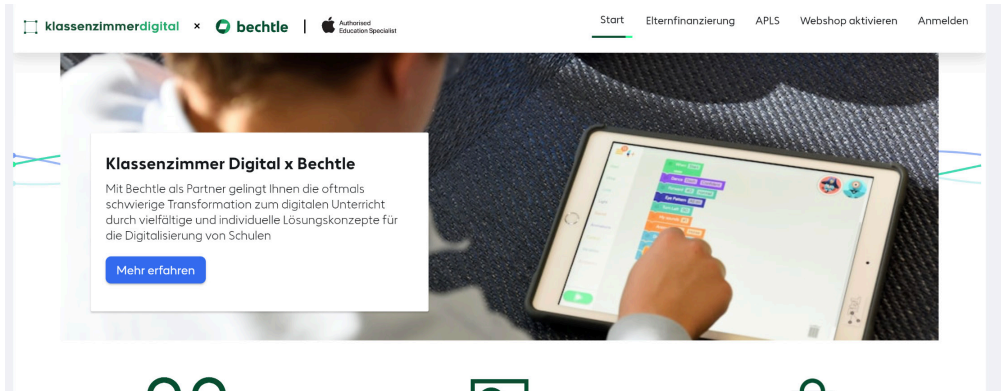 klassenzimmerdigital × bechtle | Authorised Education Specialist
Start Elternfinanzierung APLS Webshop aktivieren Anmelden
Klassenzimmer Digital x Bechtle
Mit Bechtle als Partner gelingt Ihnen die oftmals
schwierige Transformation zum digitalen Unterricht
durch vielfältige und individuelle Lösungskonzepte für
die Digitalisierung von Schulen
Mehr erfahren
Eye Pattern